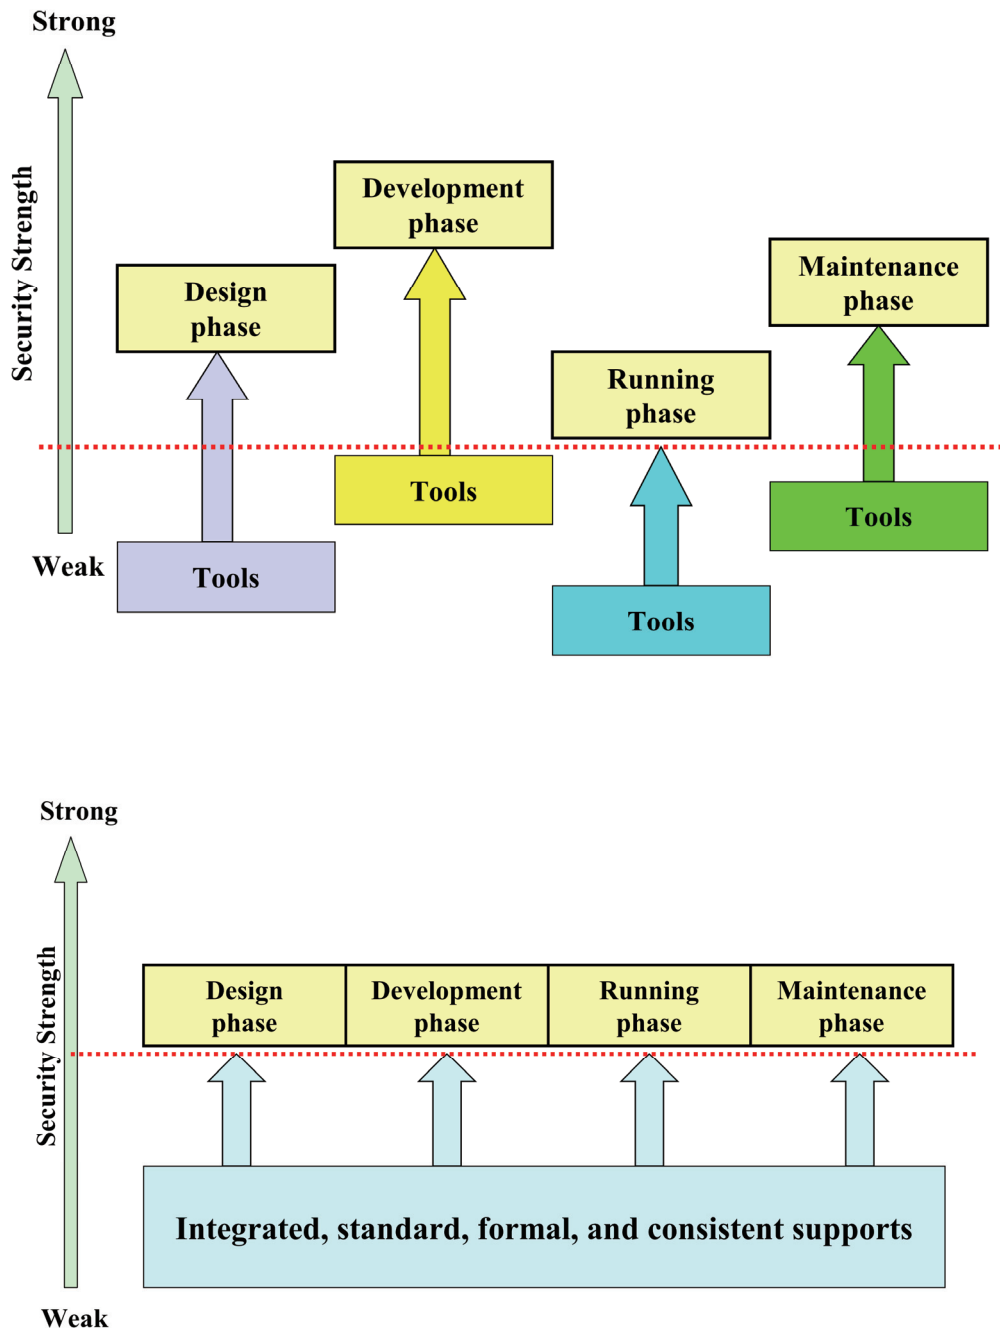 Strong
Security Strength
Weak
Design
phase
Tools
Development
phase
Tools
Running
phase
Tools
Maintenance
phase
Tools
Strong
Security Strength
Weak
Design
phase
Development
phase
Running
phase
Maintenance
phase
Integrated, standard, formal, and consistent supports